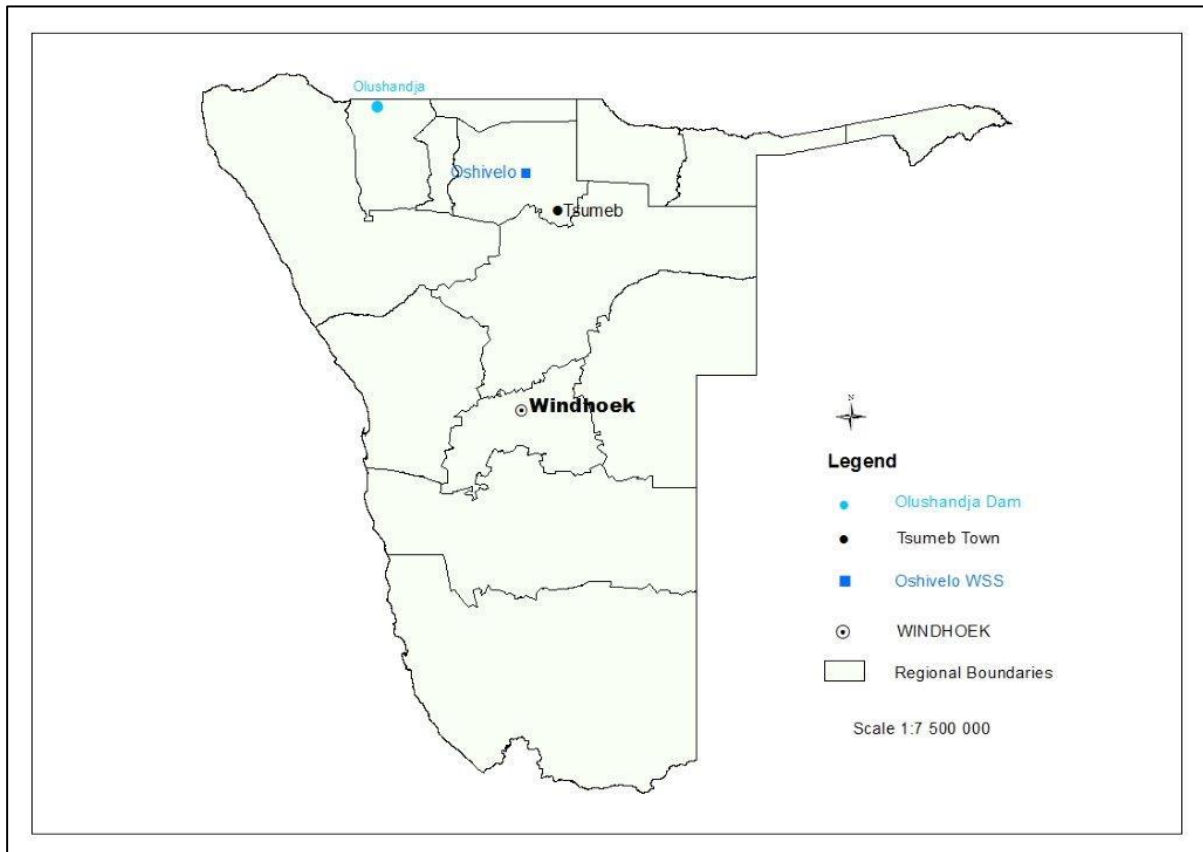 Olushandja
Oshivelo
Tsumeb
Windhoek
N
Legend
Olushandja Dam
Tsumeb Town
Oshivelo WSS
WINDHOEK
Regional Boundaries
Scale 1:7 500 000